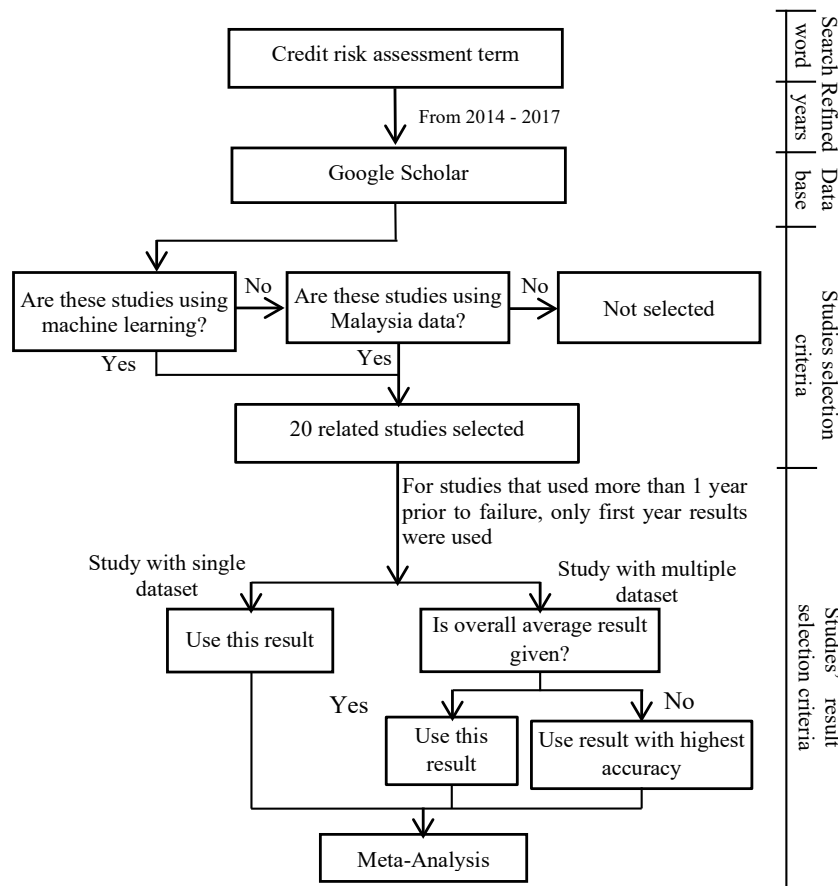 Credit risk assessment term
From 2014 - 2017
Google Scholar
Are these studies using
machine learning?
No
Are these studies using
Malaysia data?
No
Not selected
Yes
Yes
20 related studies selected
For studies that used more than 1 year
prior to failure, only first year results
were used
Study with single
dataset
Study with multiple
dataset
Use this result
Is overall average result
given?
Yes
No
Use this
result
Use result with highest
accuracy
Meta-Analysis
Search
word
Refined
years
Data
base
Studies selection
criteria
Studies' result
selection criteria